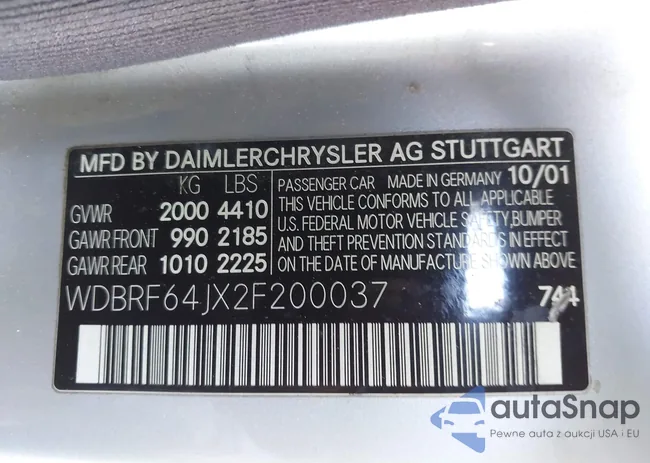 MFD BY DAIMLERCHRYSLER AG STUTTGART
KG LBS
GVWR 2000 4410
GAWR FRONT 990 2185
GAWR REAR 1010 2225
PASSENGER CAR MADE IN GERMANY 10/01
THIS VEHICLE CONFORMS TO ALL APPLICABLE
U.S. FEDERAL MOTOR VEHICLE SAFETY, BUMPER
AND THEFT PREVENTION STANDARDS IN EFFECT
ON THE DATE OF MANUFACTURE SHOWN ABOVE
WDBRF64JX2F200037 744
autaSnap
Pewne auta z aukcji USA i EU